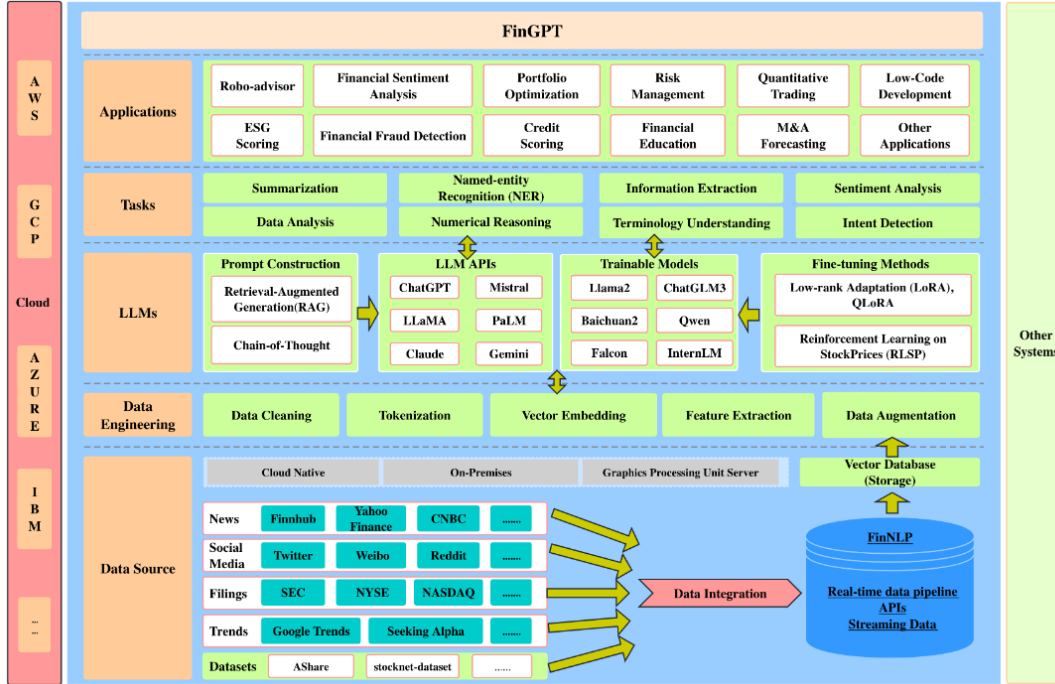 FinGPT
AWS
GCP
Cloud
AZURE
IBM
... ...
Applications
Robo-advisor
Financial Sentiment
Analysis
Portfolio
Optimization
Risk
Management
Quantitative
Trading
Low-Code
Development
ESG
Scoring
Financial Fraud Detection
Credit
Scoring
Financial
Education
M&A
Forecasting
Other
Applications
Tasks
Summarization
Named-entity
Recognition (NER)
Information Extraction
Sentiment Analysis
Data Analysis
Numerical Reasoning
Terminology Understanding
Intent Detection
LLMs
Prompt Construction
Retrieval-Augmented
Generation(RAG)
Chain-of-Thought
LLM APIs
ChatGPT
Mistral
LLaMA
PaLM
Claude
Gemini
Trainable Models
Llama2
ChatGLM3
Baichuan2
Qwen
Falcon
InternLM
Fine-tuning Methods
Low-rank Adaptation (LoRA),
QLoRA
Reinforcement Learning on
StockPrices (RLSP)
Data
Engineering
Data Cleaning
Tokenization
Vector Embedding
Feature Extraction
Data Augmentation
Data Source
Cloud Native
On-Premises
Graphics Processing Unit Server
Vector Database
(Storage)
News
Finnhub
Yahoo
Finance
CNBC
.......
Social
Media
Twitter
Weibo
Reddit
.......
Filings
SEC
NYSE
NASDAQ
.......
Trends
Google Trends
Seeking Alpha
.......
Datasets
AShare
stocknet-dataset
......
Data Integration
FinNLP
Real-time data pipeline
APIs
Streaming Data
Other
Systems